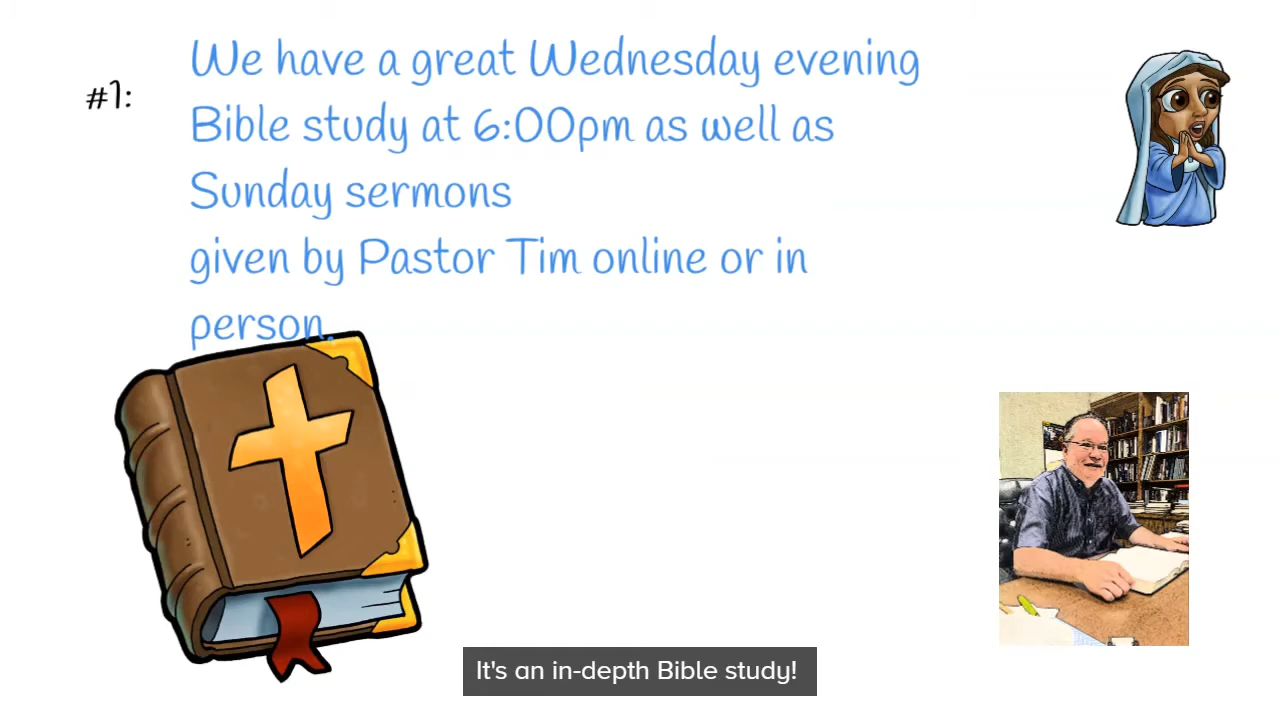 #1:
We have a great Wednesday evening
Bible study at 6:00pm as well as
Sunday sermons
given by Pastor Tim online or in
person.
It's an in-depth Bible study!